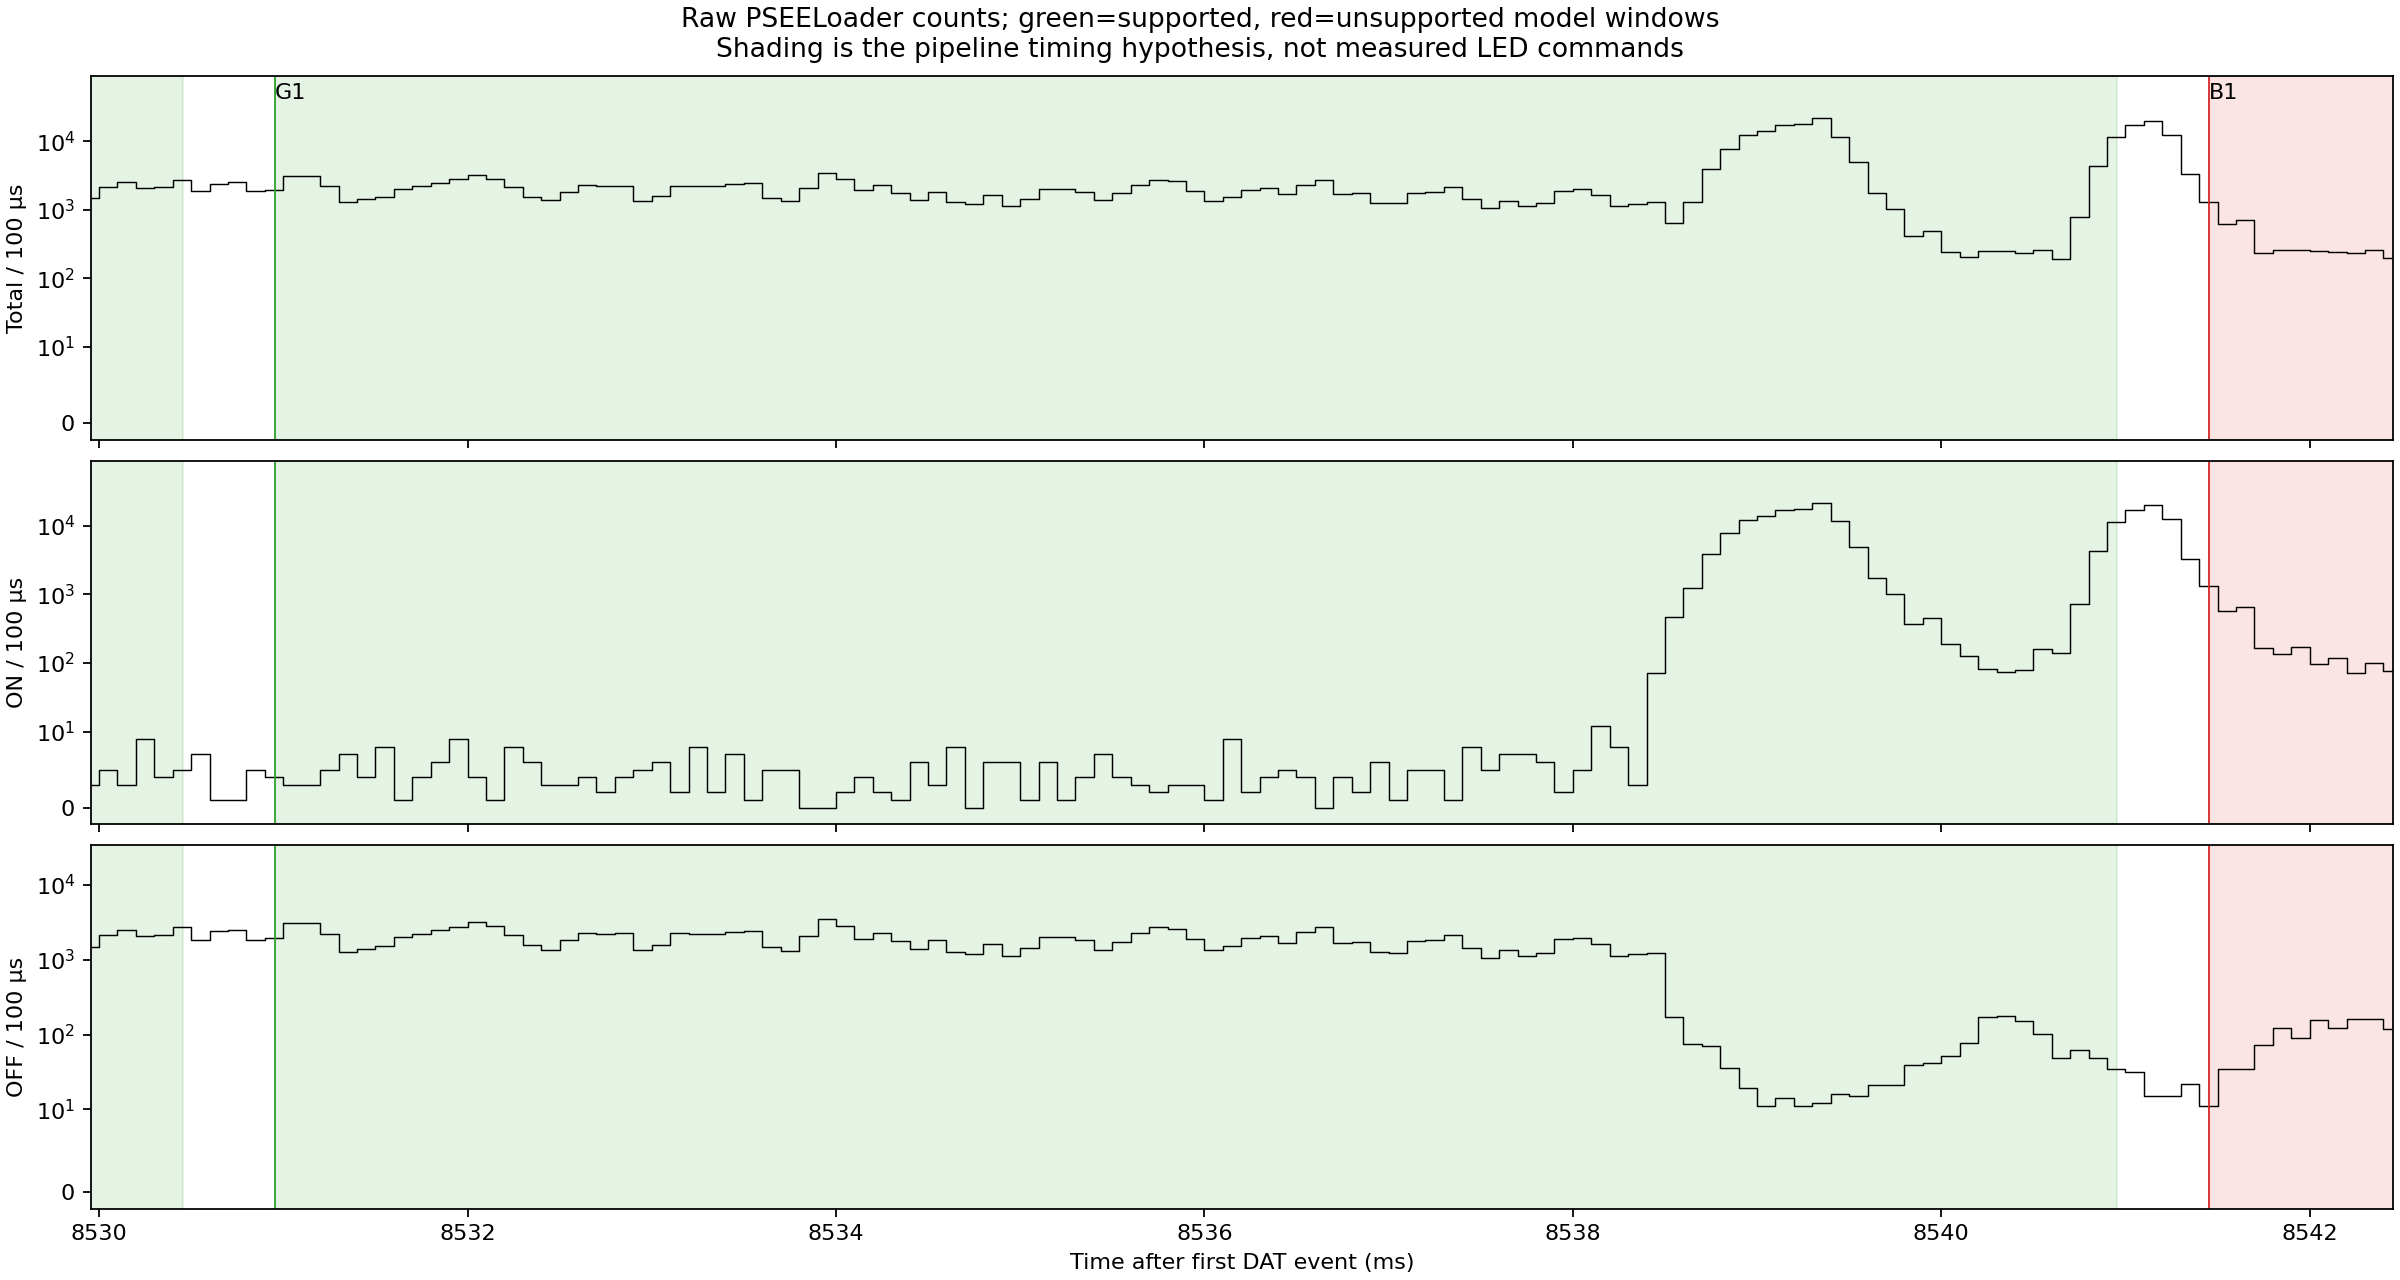 Raw PSEELoader counts; green=supported, red=unsupported model windows
Shading is the pipeline timing hypothesis, not measured LED commands
G1
B1
Total / 100 µs
10⁴
10³
10²
10¹
0
ON / 100 µs
10⁴
10³
10²
10¹
0
OFF / 100 µs
10⁴
10³
10²
10¹
0
8530
8532
8534
8536
8538
8540
8542
Time after first DAT event (ms)